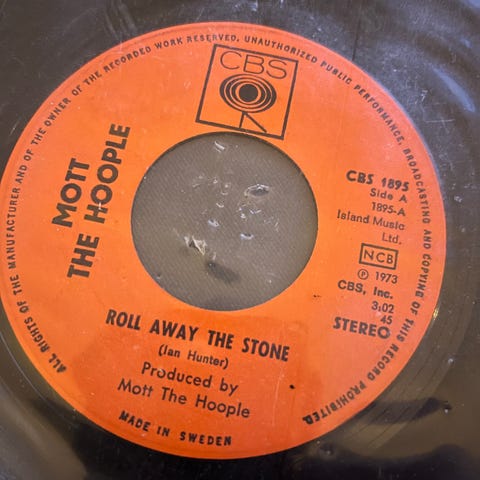 ALL RIGHTS OF THE MANUFACTURER AND OF THE OWNER OF THE RECORDED WORK RESERVED. UNAUTHORIZED PUBLIC PERFORMANCE, BROADCASTING AND COPYING OF THIS RECORD PROHIBITED.
CBS
MOTT
THE HOOPLE
CBS 1895
Side A
1895-A
Island Music
Ltd.
NCB
Ⓟ 1973
CBS, Inc.
3:02
45
STEREO
ROLL AWAY THE STONE
(Ian Hunter)
Produced by
Mott The Hoople
MADE IN SWEDEN